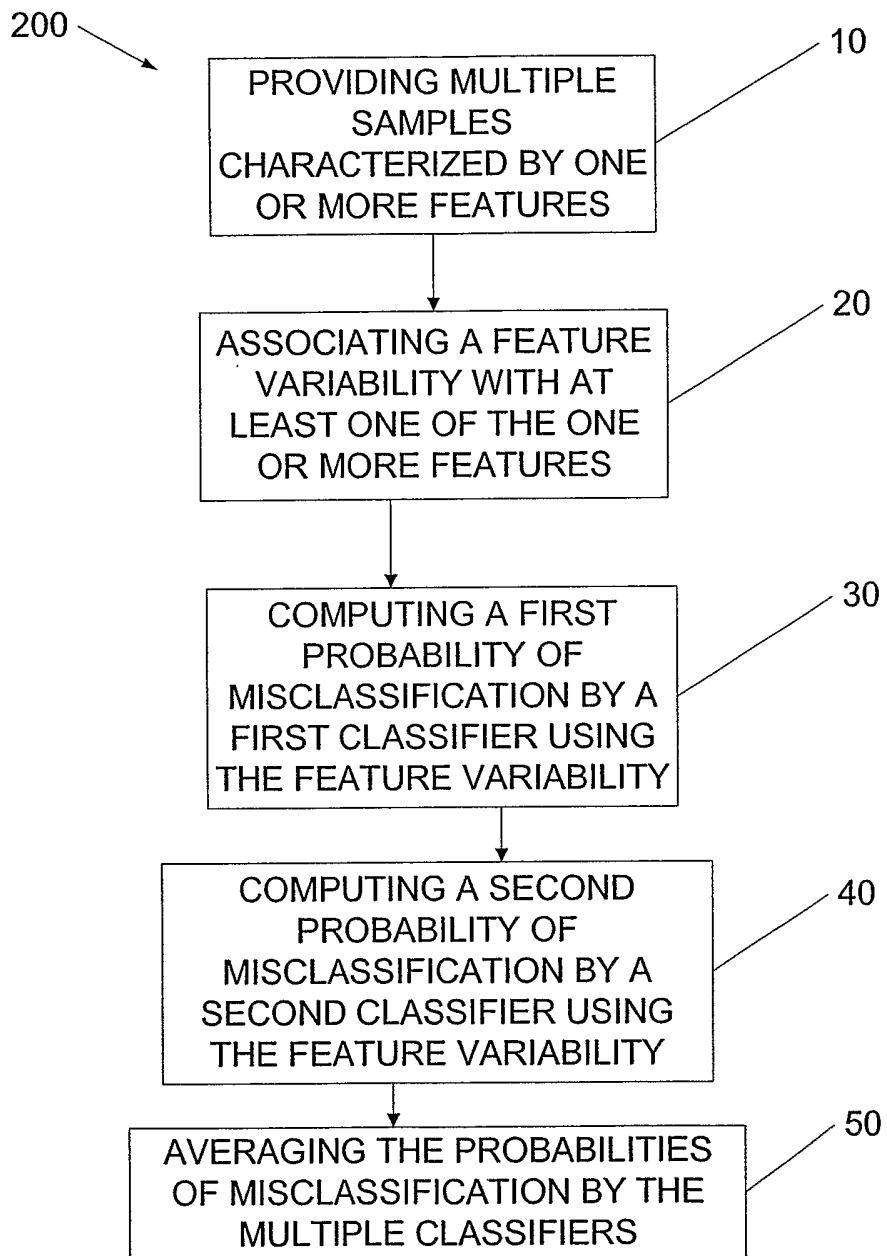 200
10
PROVIDING MULTIPLE
SAMPLES
CHARACTERIZED BY ONE
OR MORE FEATURES
20
ASSOCIATING A FEATURE
VARIABILITY WITH AT
LEAST ONE OF THE ONE
OR MORE FEATURES
30
COMPUTING A FIRST
PROBABILITY OF
MISCLASSIFICATION BY A
FIRST CLASSIFIER USING
THE FEATURE VARIABILITY
40
COMPUTING A SECOND
PROBABILITY OF
MISCLASSIFICATION BY A
SECOND CLASSIFIER USING
THE FEATURE VARIABILITY
50
AVERAGING THE PROBABILITIES
OF MISCLASSIFICATION BY THE
MULTIPLE CLASSIFIERS